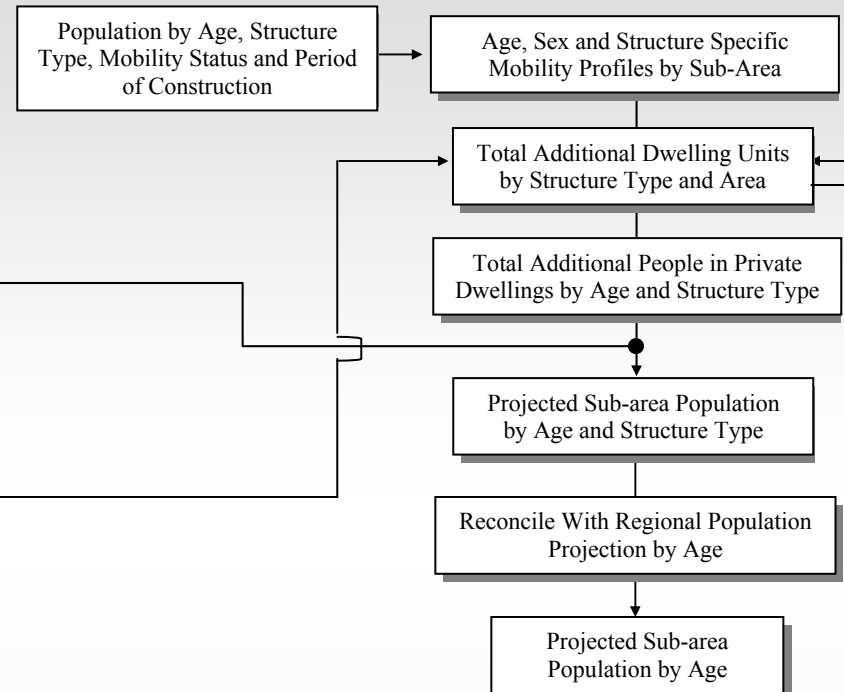 Population by Age, Structure
Type, Mobility Status and Period
of Construction
Age, Sex and Structure Specific
Mobility Profiles by Sub-Area
Total Additional Dwelling Units
by Structure Type and Area
Total Additional People in Private
Dwellings by Age and Structure Type
Projected Sub-area Population
by Age and Structure Type
Reconcile With Regional Population
Projection by Age
Projected Sub-area
Population by Age